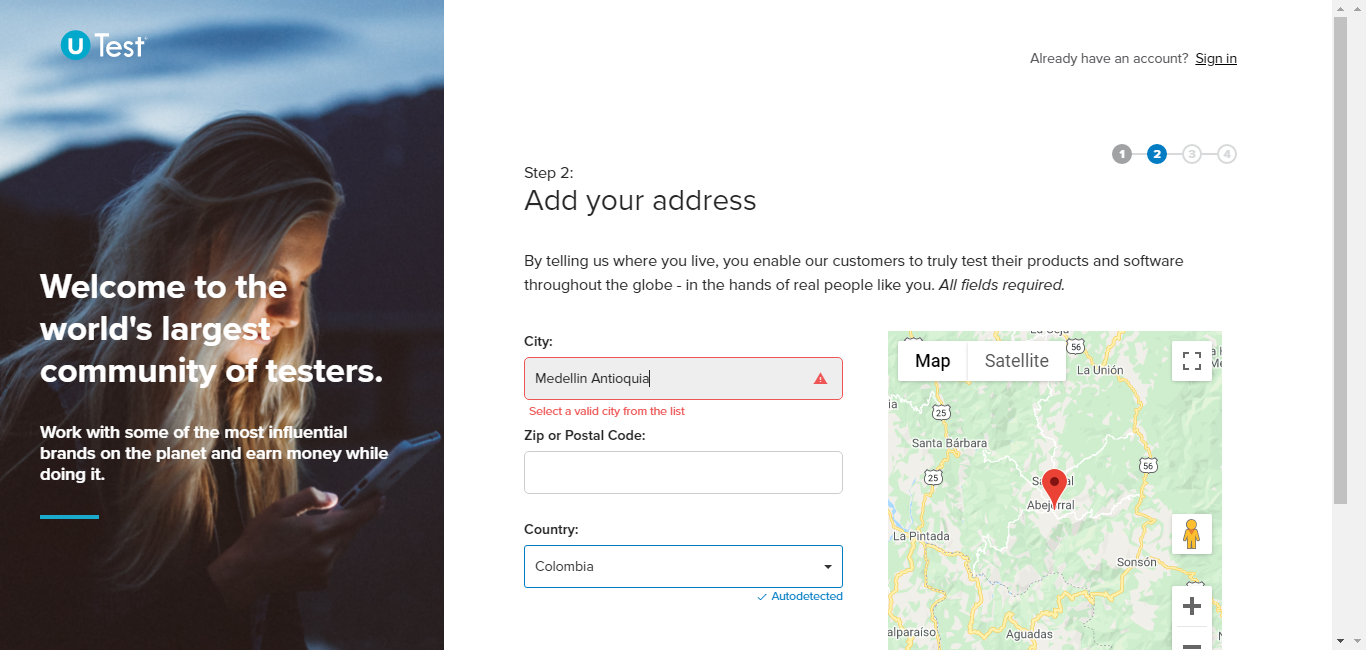 U Test
Already have an account? Sign in
1 2 3 4
Step 2:
Add your address
Welcome to the
world's largest
community of testers.
Work with some of the most influential
brands on the planet and earn money while
doing it.
By telling us where you live, you enable our customers to truly test their products and software
throughout the globe - in the hands of real people like you. All fields required.
City:
Medellin Antioquia
Select a valid city from the list
Zip or Postal Code:
Country:
Colombia
Autodetected
Map Satellite
56
La Unión
25
Santa Bárbara
56
25
Abejorral
La Pintada
Sonsón
alparaíso
Aguadas